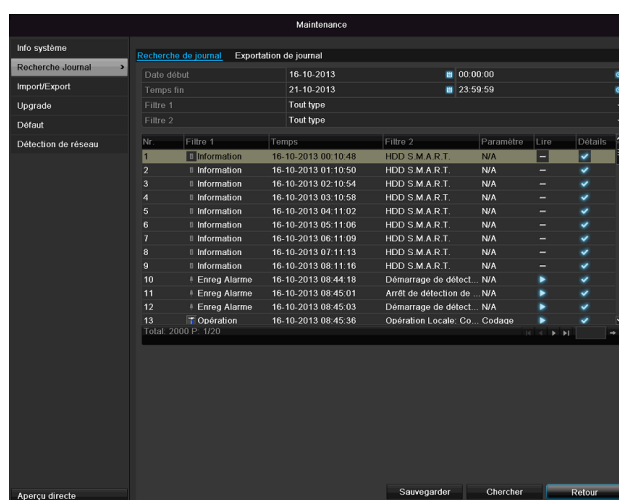 Maintenance
Info système
Recherche Journal >
Import/Export
Upgrade
Défaut
Détection de réseau
Aperçu directe
Recherche de journal Exportation de journal
Date début 16-10-2013 00:00:00
Temps fin 21-10-2013 23:59:59
Filtre 1 Tout type
Filtre 2 Tout type
Nr. Filtre 1 Temps Filtre 2 Paramètre Lire Détails
1 Information 16-10-2013 00:10:48 HDD S.M.A.R.T. N/A –
2 Information 16-10-2013 01:10:50 HDD S.M.A.R.T. N/A –
3 Information 16-10-2013 02:10:54 HDD S.M.A.R.T. N/A –
4 Information 16-10-2013 03:10:58 HDD S.M.A.R.T. N/A –
5 Information 16-10-2013 04:11:02 HDD S.M.A.R.T. N/A –
6 Information 16-10-2013 05:11:06 HDD S.M.A.R.T. N/A –
7 Information 16-10-2013 06:11:09 HDD S.M.A.R.T. N/A –
8 Information 16-10-2013 07:11:13 HDD S.M.A.R.T. N/A –
9 Information 16-10-2013 08:11:16 HDD S.M.A.R.T. N/A –
10 Enreg Alarme 16-10-2013 08:44:18 Démarrage de détect... N/A
11 Enreg Alarme 16-10-2013 08:45:01 Arrêt de détection de ... N/A
12 Enreg Alarme 16-10-2013 08:45:03 Démarrage de détect... N/A
13 Opération 16-10-2013 08:45:36 Opération Locale: Co... Codage
Total: 2000 P: 1/20
Sauvegarder Chercher Retour